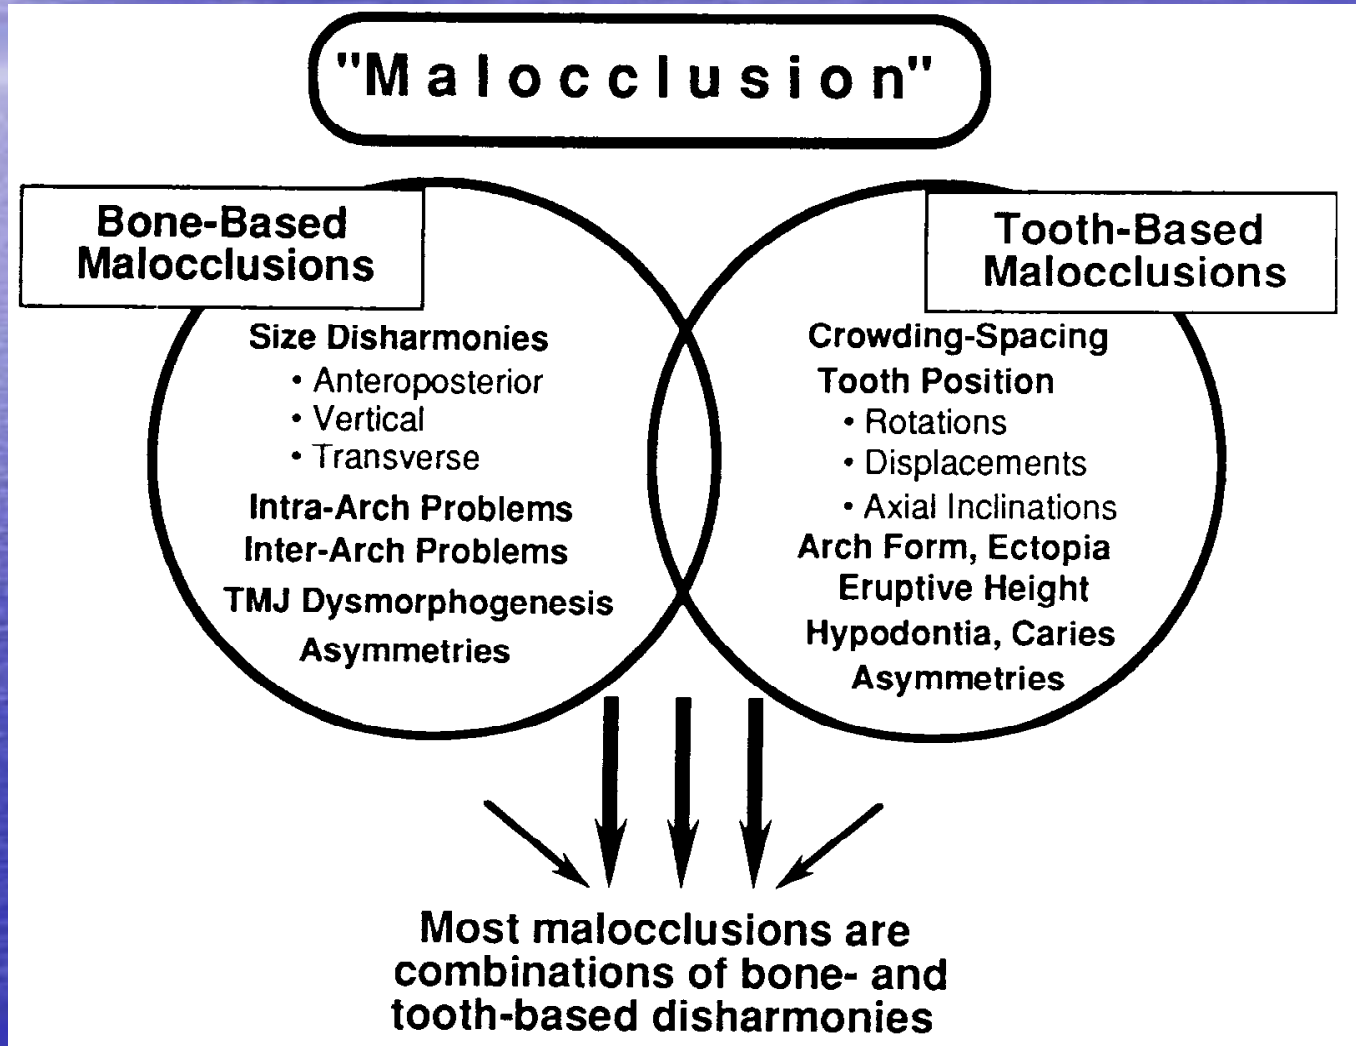 "Malocclusion"
Bone-Based
Malocclusions
Size Disharmonies
• Anteroposterior
• Vertical
• Transverse
Intra-Arch Problems
Inter-Arch Problems
TMJ Dysmorphogenesis
Asymmetries
Tooth-Based
Malocclusions
Crowding-Spacing
Tooth Position
• Rotations
• Displacements
• Axial Inclinations
Arch Form, Ectopia
Eruptive Height
Hypodontia, Caries
Asymmetries
Most malocclusions are
combinations of bone- and
tooth-based disharmonies